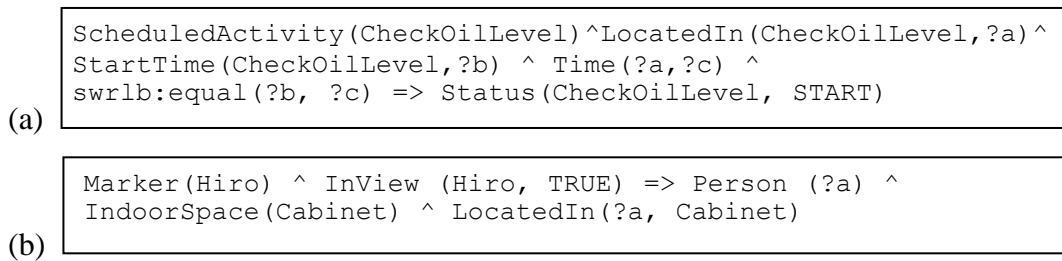 ScheduledActivity(CheckOilLevel)^LocatedIn(CheckOilLevel,?a)^
StartTime(CheckOilLevel,?b) ^ Time(?a,?c) ^
swrlb:equal(?b, ?c) => Status(CheckOilLevel, START)
(a)
Marker(Hiro) ^ InView (Hiro, TRUE) => Person (?a) ^
IndoorSpace(Cabinet) ^ LocatedIn(?a, Cabinet)
(b)